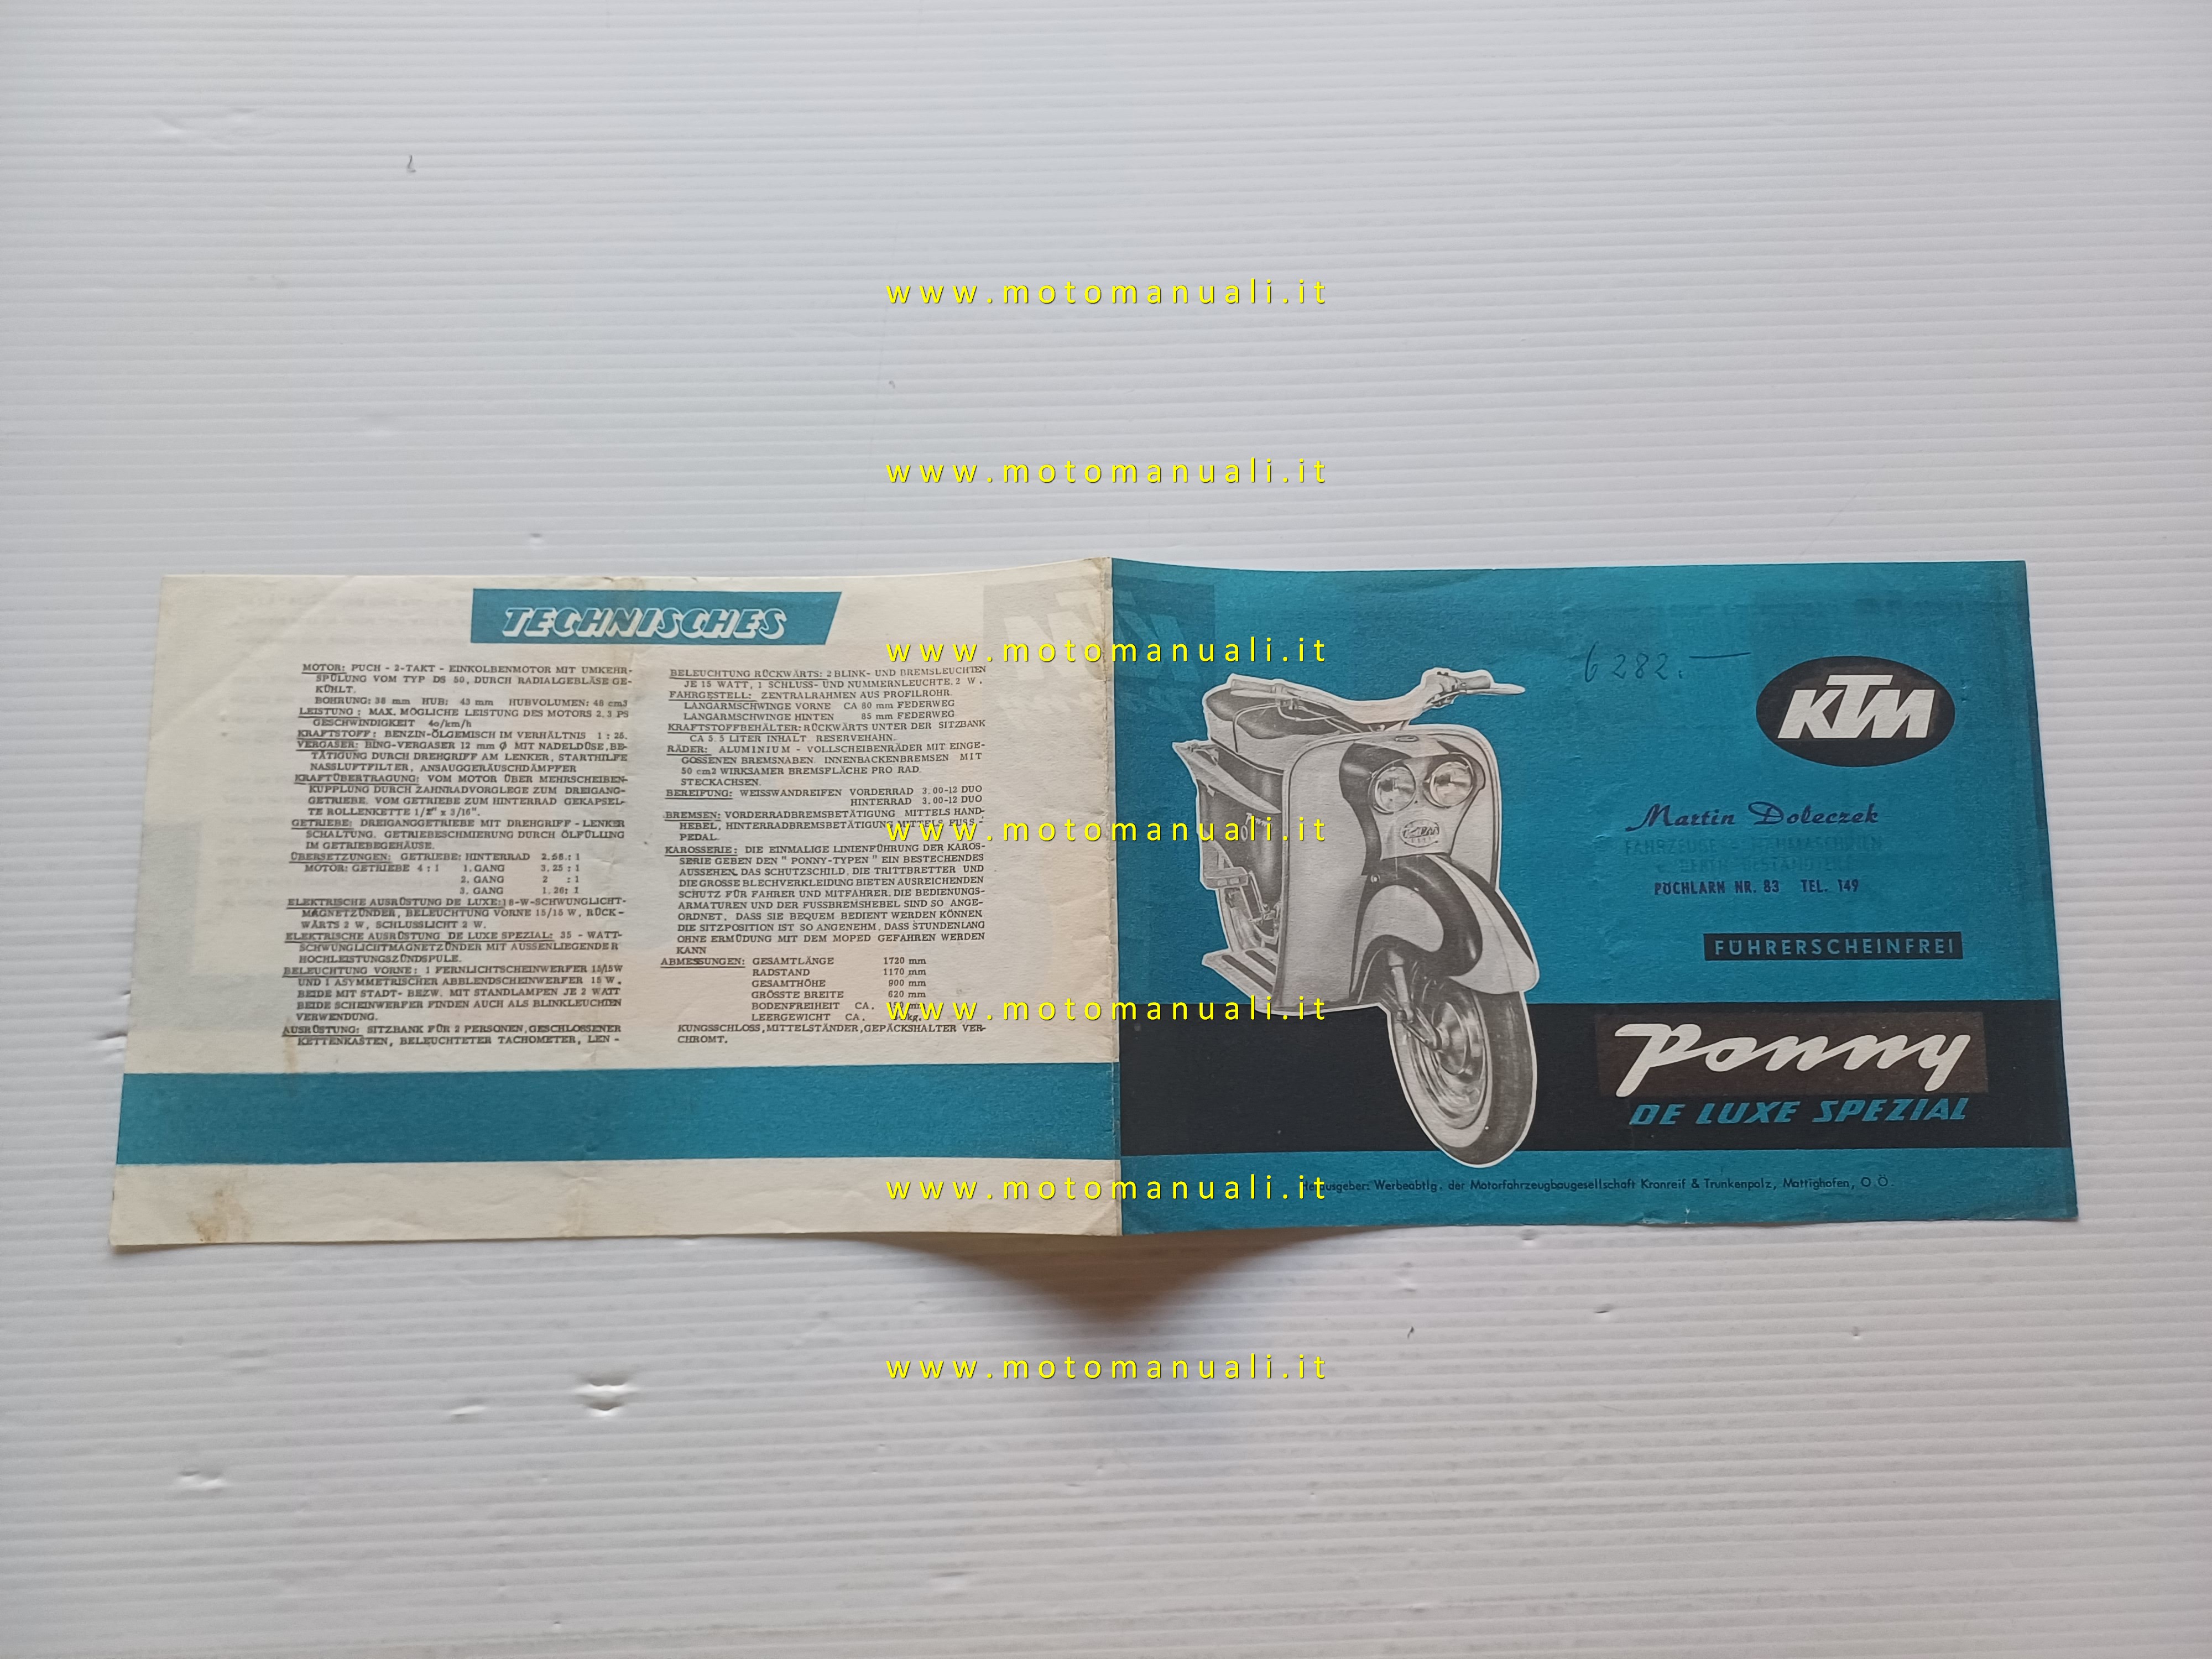 www.motomanuali.it
www.motomanuali.it
TECHNISCHES
MOTOR: PUCH - 2-TAKT - EINKOLBENMOTOR MIT UMKEHR-
SPÜLUNG VOM TYP DS 50, DURCH RADIALGEBLÄSE GE-
KÜHLT.
BOHRUNG: 38 mm HUB: 43 mm HUBVOLUMEN: 48 cm3
LEISTUNG: MAX. MÖGLICHE LEISTUNG DES MOTORS 2,3 PS
GESCHWINDIGKEIT 40/km/h
KRAFTSTOFF: BENZIN-ÖLGEMISCH IM VERHÄLTNIS 1:25.
VERGASER: BING-VERGASER 12 mm Ø MIT NADELDÜSE, BE-
TÄTIGUNG DURCH DREHGRIFF AM LENKER, STARTHILFE
NASSLUFTFILTER, ANSAUGGERÄUSCHDÄMPFER
KRAFTÜBERTRAGUNG: VOM MOTOR ÜBER MEHRSCHEIBEN-
KUPPLUNG DURCH ZAHNRADVORGLEGE ZUM DREIGANG-
GETRIEBE. VOM GETRIEBE ZUM HINTERRAD GEKAPSEL-
TE ROLLENKETTE 1/2" x 3/16".
GETRIEBE: DREIGANGGETRIEBE MIT DREHGRIFF - LENKER
SCHALTUNG. GETRIEBESCHMIERUNG DURCH ÖLFÜLLUNG
IM GETRIEBEGEHÄUSE.
ÜBERSETZUNGEN: GETRIEBE: HINTERRAD : 1
MOTOR: GETRIEBE 4 : 1 1. GANG 3,25 : 1
2. GANG 2 : 1
3. GANG 1.26: 1
ELEKTRISCHE AUSRÜSTUNG DE LUXE: -W-SCHWUNGLICHT-
MAGNETZÜNDER, BELEUCHTUNG VORNE 15/15 W, RÜCK-
WÄRTS 2 W, SCHLUSSLICHT 2 W.
ELEKTRISCHE AUSRÜSTUNG DE LUXE SPEZIAL: 35 - WATT-
SCHWUNGLICHTMAGNETZÜNDER MIT AUSSENLIEGENDER
HOCHLEISTUNGSZÜNDSPULE.
BELEUCHTUNG VORNE: 1 FERNLICHTSCHEINWERFER 15/15W
UND 1 ASYMMETRISCHER ABBLENDSCHEINWERFER 15 W.
BEIDE MIT STADT- BEZW. MIT STANDLAMPEN JE 2 WATT
BEIDE SCHEINWERFER FINDEN AUCH ALS BLINKLEUCHTEN
VERWENDUNG.
AUSRÜSTUNG: SITZBANK FÜR 2 PERSONEN, GESCHLOSSENER
KETTENKASTEN, BELEUCHTETER TACHOMETER, LEN-
BELEUCHTUNG RÜCKWÄRTS: 2 BLINK- UND BREMSLEUCHTEN
JE 15 WATT, 1 SCHLUSS- UND NUMMERNLEUCHTE, 2 W.
FAHRGESTELL: ZENTRALRAHMEN AUS PROFILROHR.
LANGARMSCHWINGE VORNE CA 80 mm FEDERWEG
LANGARMSCHWINGE HINTEN 85 mm FEDERWEG
KRAFTSTOFFBEHÄLTER: RÜCKWÄRTS UNTER DER SITZBANK
CA 5,5 LITER INHALT. RESERVEHAHN.
RÄDER: ALUMINIUM - VOLLSCHEIBENRÄDER MIT EINGE-
GOSSENEN BREMSNABEN. INNENBACKENBREMSEN MIT
50 cm2 WIRKSAMER BREMSFLÄCHE PRO RAD.
STECKACHSEN.
BEREIFUNG: WEISSWANDREIFEN VORDERRAD 3.00-12 DUO
HINTERRAD 3.00-12 DUO
BREMSEN: VORDERRADBREMSBETÄTIGUNG MITTELS HAND-
HEBEL, HINTERRADBREMSBETÄTIGUNG MITTELS FUSS-
PEDAL.
KAROSSERIE: DIE EINMALIGE LINIENFÜHRUNG DER KAROS-
SERIE GEBEN DEN " PONNY-TYPEN " EIN BESTECHENDES
AUSSEHEN. DAS SCHUTZSCHILD, DIE TRITTBRETTER UND
DIE GROSSE BLECHVERKLEIDUNG BIETEN AUSREICHENDEN
SCHUTZ FÜR FAHRER UND MITFAHRER. DIE BEDIENUNGS-
ARMATUREN UND DER FUSSBREMSHEBEL SIND SO ANGE-
ORDNET, DASS SIE BEQUEM BEDIENT WERDEN KÖNNEN.
DIE SITZPOSITION IST SO ANGENEHM, DASS STUNDENLANG
OHNE ERMÜDUNG MIT DEM MOPED GEFAHREN WERDEN
KANN
ABMESSUNGEN: GESAMTLÄNGE 1720 mm
RADSTAND 1170 mm
GESAMTHÖHE 900 mm
GRÖSSTE BREITE 620 mm
BODENFREIHEIT CA. mm
LEERGEWICHT CA. kg.
KUNGSSCHLOSS, MITTELSTÄNDER, GEPÄCKSHALTER VER-
CHROMT.
www.motomanuali.it
www.motomanuali.it
www.motomanuali.it
www.motomanuali.it
www.motomanuali.it
6 282.
KTM
Martin Doleczek
PÖCHLARN NR. 83 TEL. 149
FÜHRERSCHEINFREI
Ponny
DE LUXE SPEZIAL
Herausgeber: Werbeabtlg. der Motorfahrzeugbaugesellschaft Kronreif & Trunkenpolz, Mattighofen, O.Ö.